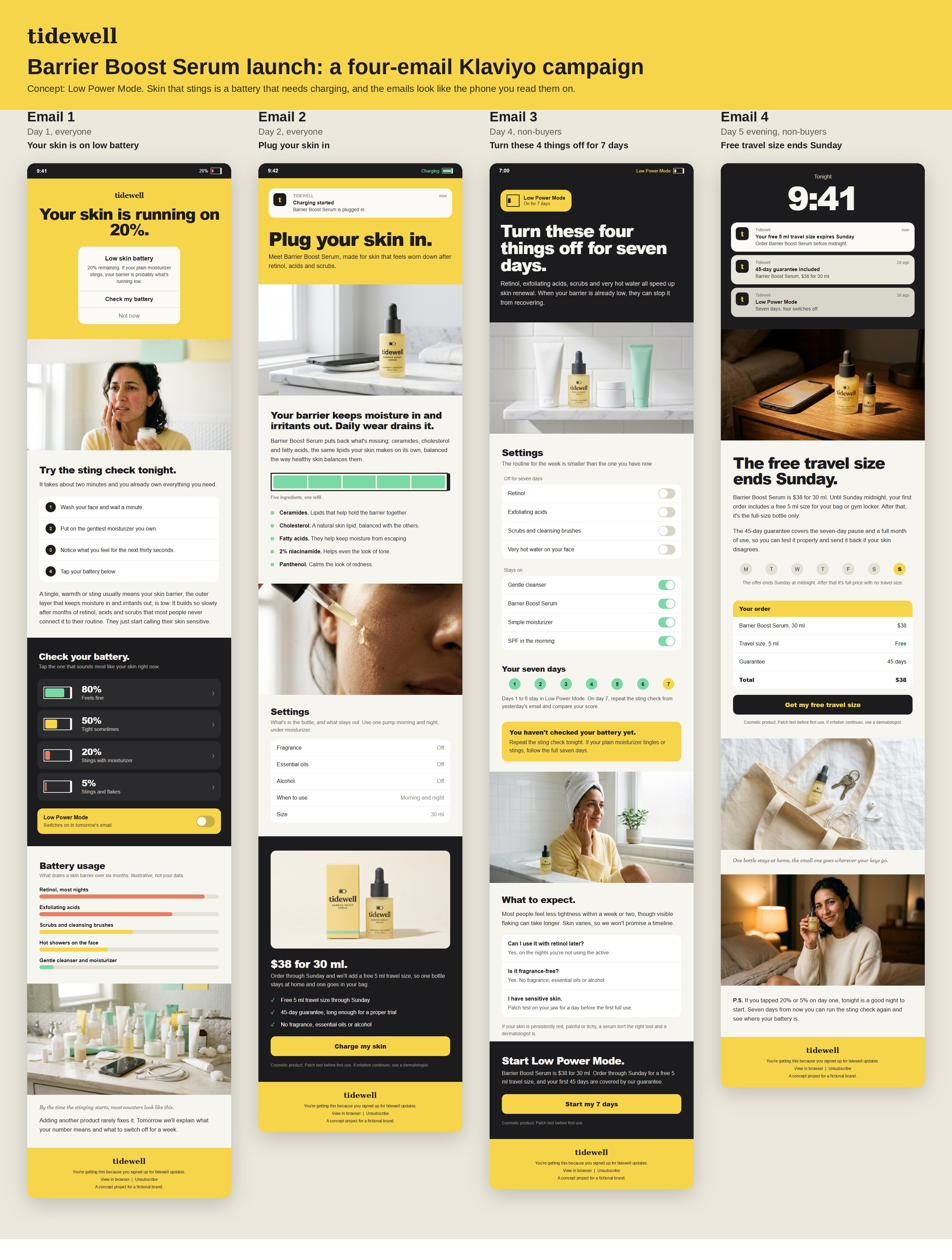 tidewell
Barrier Boost Serum launch: a four-email Klaviyo campaign
Concept: Low Power Mode. Skin that stings is a battery that needs charging, and the emails look like the phone you read them on.
Email 1
Day 1, everyone
Your skin is on low battery
9:41
20%
tidewell
Your skin is running on
20%.
Low skin battery
20% remaining. If your plain moisturizer
stings, your barrier is probably what's
running low.
Check my battery
Not now
Try the sting check tonight.
It takes about two minutes and you already own everything you need.
1 Wash your face and wait a minute.
2 Put on the gentlest moisturizer you own.
3 Notice what you feel for the next thirty seconds.
4 Tap your battery below.
A tingle, warmth or sting usually means your skin barrier, the outer
layer that keeps moisture in and irritants out, is low. It builds so slowly
after months of retinol, acids and scrubs that most people never
connect it to their routine. They just start calling their skin sensitive.
Check your battery.
Tap the one that sounds most like your skin right now.
80%
Feels fine
50%
Tight sometimes
20%
Stings with moisturizer
5%
Stings and flakes
Low Power Mode
Switches on in tomorrow's email
Battery usage
What drains a skin barrier over six months. Illustrative, not your data.
Retinol, most nights
Exfoliating acids
Scrubs and cleansing brushes
Hot showers on the face
Gentle cleanser and moisturizer
By the time the stinging starts, most counters look like this.
Adding another product rarely fixes it. Tomorrow we'll explain what
your number means and what to switch off for a week.
tidewell
You're getting this because you signed up for tidewell updates.
View in browser | Unsubscribe
A concept project for a fictional brand.
Email 2
Day 2, everyone
Plug your skin in
9:42
Charging
t
TIDEWELL
now
Charging started
Barrier Boost Serum is plugged in.
Plug your skin in.
Meet Barrier Boost Serum, made for skin that feels worn down after
retinol, acids and scrubs.
tidewell
Your barrier keeps moisture in and
irritants out. Daily wear drains it.
Barrier Boost Serum puts back what's missing: ceramides, cholesterol
and fatty acids, the same lipids your skin makes on its own, balanced
the way healthy skin balances them.
Five ingredients, one refill.
Ceramides. Lipids that help hold the barrier together.
Cholesterol. A natural skin lipid, balanced with the others.
Fatty acids. They help keep moisture from escaping.
2% niacinamide. Helps even the look of tone.
Panthenol. Calms the look of redness.
Settings
What's in the bottle, and what stays out. Use one pump morning and night,
under moisturizer.
Fragrance Off
Essential oils Off
Alcohol Off
When to use Morning and night
Size 30 ml
tidewell
tidewell
$38 for 30 ml.
Order through Sunday and we'll add a free 5 ml travel size, so one bottle
stays at home and one goes in your bag.
✓ Free 5 ml travel size through Sunday
✓ 45-day guarantee, long enough for a proper trial
✓ No fragrance, essential oils or alcohol
Charge my skin
Cosmetic product. Patch test before first use. If irritation continues, use a dermatologist.
tidewell
You're getting this because you signed up for tidewell updates.
View in browser | Unsubscribe
A concept project for a fictional brand.
Email 3
Day 4, non-buyers
Turn these 4 things off for 7 days
7:00
Low Power Mode
Low Power Mode
On for 7 days
Turn these four
things off for seven
days.
Retinol, exfoliating acids, scrubs and very hot water all speed up
skin renewal. When your barrier is already low, they can stop it
from recovering.
tidewell
Settings
The routine for the week is smaller than the one you have now.
Off for seven days
Retinol
Exfoliating acids
Scrubs and cleansing brushes
Very hot water on your face
Stays on
Gentle cleanser
Barrier Boost Serum
Simple moisturizer
SPF in the morning
Your seven days
1 2 3 4 5 6 7
Days 1 to 6 stay in Low Power Mode. On day 7, repeat the sting check from
yesterday's email and compare your score.
You haven't checked your battery yet.
Repeat the sting check tonight. If your plain moisturizer tingles or
stings, follow the full seven days.
What to expect.
Most people feel less tightness within a week or two, though visible
flaking can take longer. Skin varies, so we won't promise a timeline.
Can I use it with retinol later?
Yes, on the nights you're not using the active.
Is it fragrance-free?
Yes. No fragrance, essential oils or alcohol.
I have sensitive skin.
Patch test on your jaw for a day before the first full use.
If your skin is persistently red, painful or itchy, a serum isn't the right tool and a
dermatologist is.
Start Low Power Mode.
Barrier Boost Serum is $38 for 30 ml. Order through Sunday for a free 5
ml travel size, and your first 45 days are covered by our guarantee.
Start my 7 days
Cosmetic product. Patch test before first use.
tidewell
You're getting this because you signed up for tidewell updates.
View in browser | Unsubscribe
A concept project for a fictional brand.
Email 4
Day 5 evening, non-buyers
Free travel size ends Sunday
Tonight
9:41
t
Tidewell
now
Your free 5 ml travel size expires Sunday
Order Barrier Boost Serum before midnight.
t
Tidewell
2d ago
45-day guarantee included
Barrier Boost Serum, $38 for 30 ml
t
Tidewell
3d ago
Low Power Mode
Seven days, four switches off.
The free travel size
ends Sunday.
Barrier Boost Serum is $38 for 30 ml. Until Sunday midnight, your first
order includes a free 5 ml size for your bag or gym locker. After that,
it's the full-size bottle only.
The 45-day guarantee covers the seven-day pause and a full month
of use, so you can test it properly and send it back if your skin
disagrees.
M T W T F S S
The offer ends Sunday at midnight. After that it's full price with no travel size.
Your order
Barrier Boost Serum, 30 ml $38
Travel size, 5 ml Free
Guarantee 45 days
Total $38
Get my free travel size
Cosmetic product. Patch test before first use. If irritation continues, use a dermatologist.
One bottle stays at home, the small one goes wherever your keys go.
P.S. If you tapped 20% or 5% on day one, tonight is a good night to
start. Seven days from now you can run the sting check again and
see where your battery is.
tidewell
You're getting this because you signed up for tidewell updates.
View in browser | Unsubscribe
A concept project for a fictional brand.